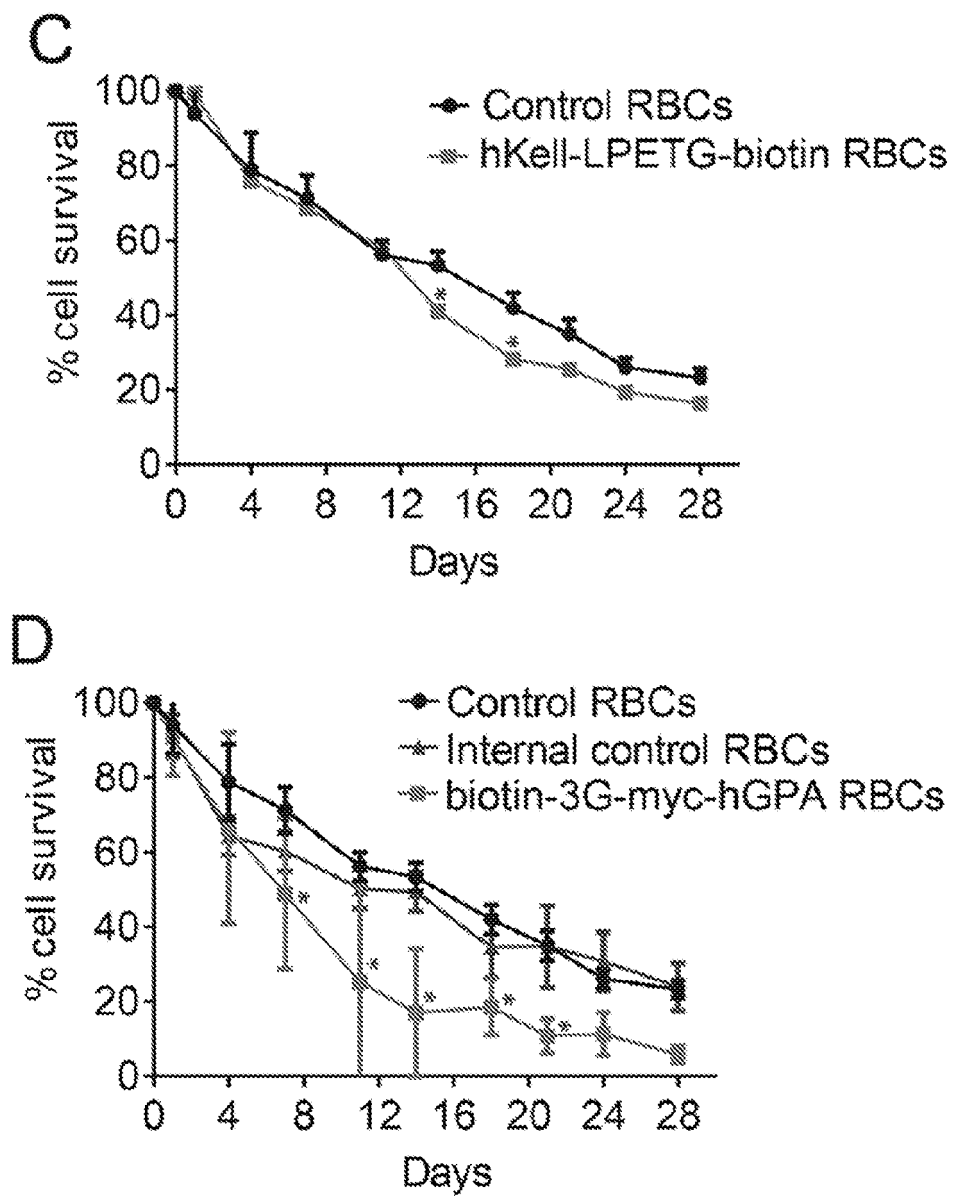 C
100
80
60
40
20
0
% cell survival
Control RBCs
hKell-LPETG-biotin RBCs
*
*
0 4 8 12 16 20 24 28
Days
D
100
80
60
40
20
0
% cell survival
Control RBCs
Internal control RBCs
biotin-3G-myc-hGPA RBCs
*
*
*
*
*
0 4 8 12 16 20 24 28
Days